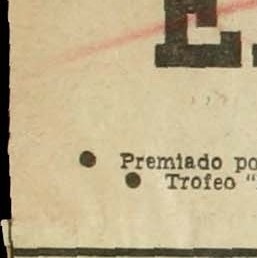 ● Premiado po
● Trofeo "